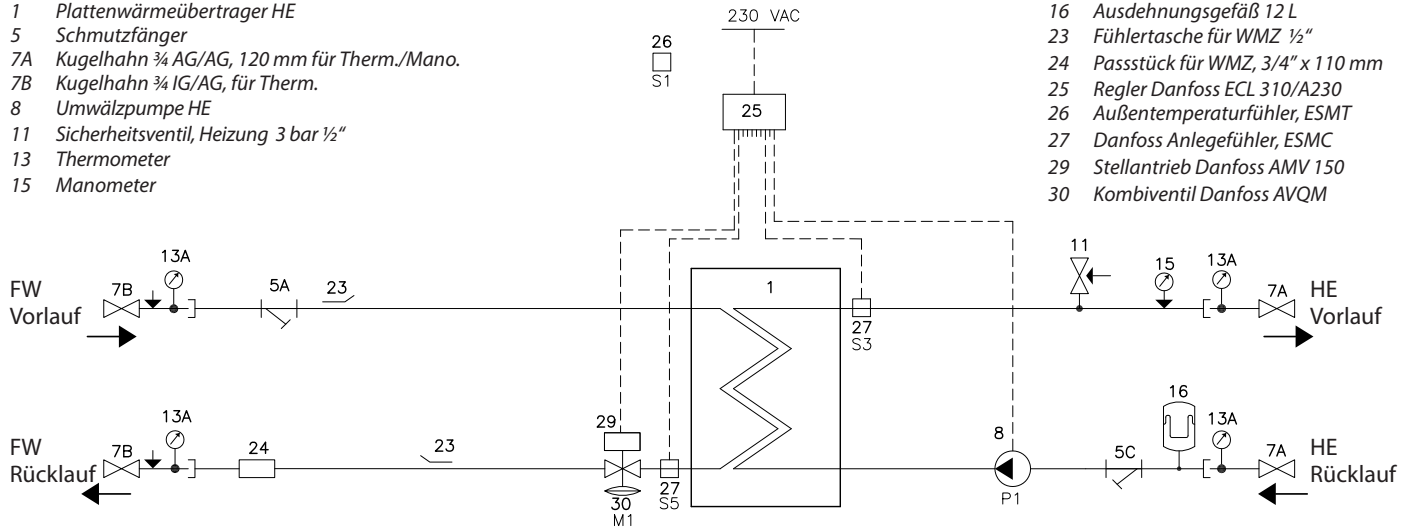 1 Plattenwärmeübertrager HE
5 Schmutzfänger
7A Kugelhahn ¾ AG/AG, 120 mm für Therm./Mano.
7B Kugelhahn ¾ IG/AG, für Therm.
8 Umwälzpumpe HE
11 Sicherheitsventil, Heizung 3 bar ½“
13 Thermometer
15 Manometer
16 Ausdehnungsgefäß 12 L
23 Fühlertasche für WMZ ½“
24 Passstück für WMZ, 3/4” x 110 mm
25 Regler Danfoss ECL 310/A230
26 Außentemperaturfühler, ESMT
27 Danfoss Anlegefühler, ESMC
29 Stellantrieb Danfoss AMV 150
30 Kombiventil Danfoss AVQM
230 VAC
26
S1
25
FW
Vorlauf
7B
13A
5A
23
1
27
S3
11
15
13A
7A
HE
Vorlauf
FW
Rücklauf
7B
13A
24
23
29
30
M1
27
S5
8
P1
5C
16
13A
7A
HE
Rücklauf